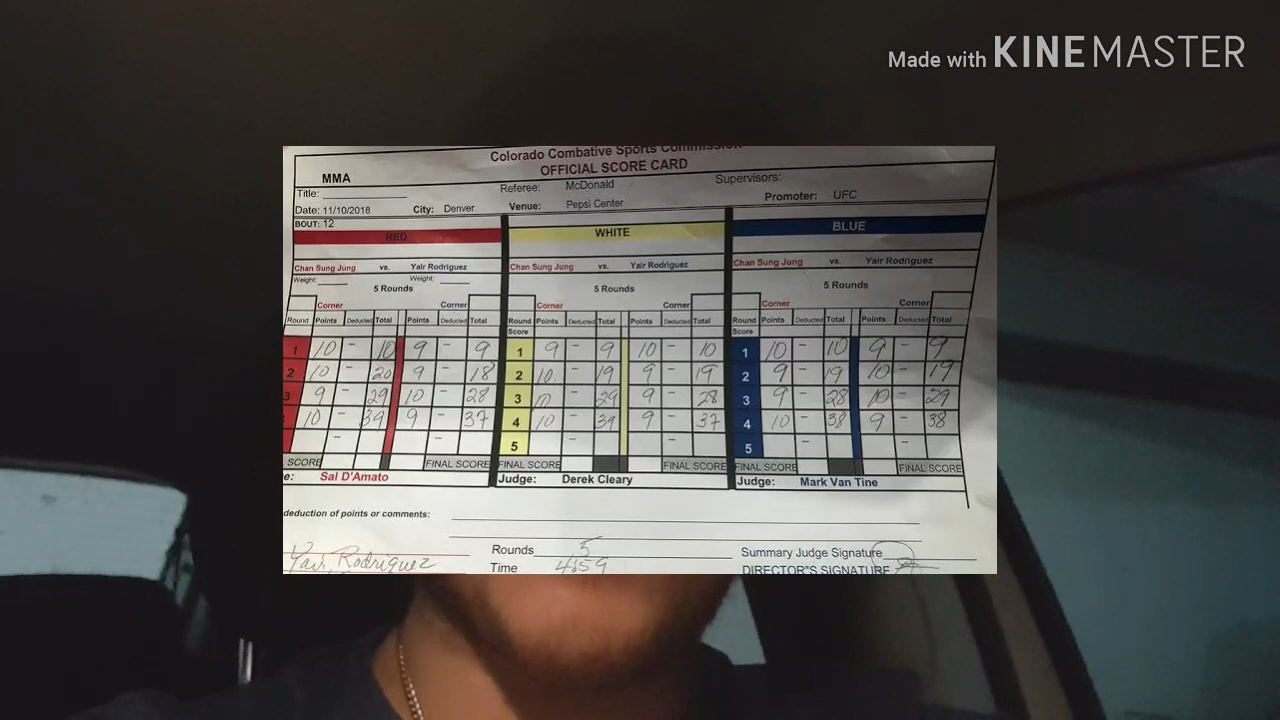 Made with KINEMASTER
Colorado Combative Sports Commission
OFFICIAL SCORE CARD
MMA
Title: Referee: McDonald Supervisors:
Date: 11/10/2018 City: Denver Venue: Pepsi Center Promoter: UFC
BOUT: 12
RED WHITE BLUE
Chan Sung Jung vs. Yair Rodriguez Chan Sung Jung vs. Yair Rodriguez Chan Sung Jung vs. Yair Rodriguez
Weight: Weight:
5 Rounds 5 Rounds 5 Rounds
Corner Corner Corner Corner Corner Corner
Round Points Deducted Total Points Deducted Total Round Points Deducted Total Points Deducted Total Round Points Deducted Total Points Deducted Total
Score Score
1 10 - 10 9 - 9 1 9 - 9 10 - 10 1 10 - 10 9 - 9
2 10 - 20 9 - 18 2 10 - 19 9 - 19 2 9 - 19 10 - 19
3 9 - 29 10 - 28 3 10 - 29 9 - 28 3 9 - 28 10 - 29
10 - 39 9 - 37 4 10 - 39 9 - 37 4 10 - 38 9 - 38
- - 5 - - 5 - -
SCORE FINAL SCORE FINAL SCORE FINAL SCORE FINAL SCORE FINAL SCORE
e: Sal D'Amato Judge: Derek Cleary Judge: Mark Van Tine
deduction of points or comments:
Yair Rodriguez Rounds 5 Summary Judge Signature
Time 4:59 DIRECTOR"S SIGNATURE